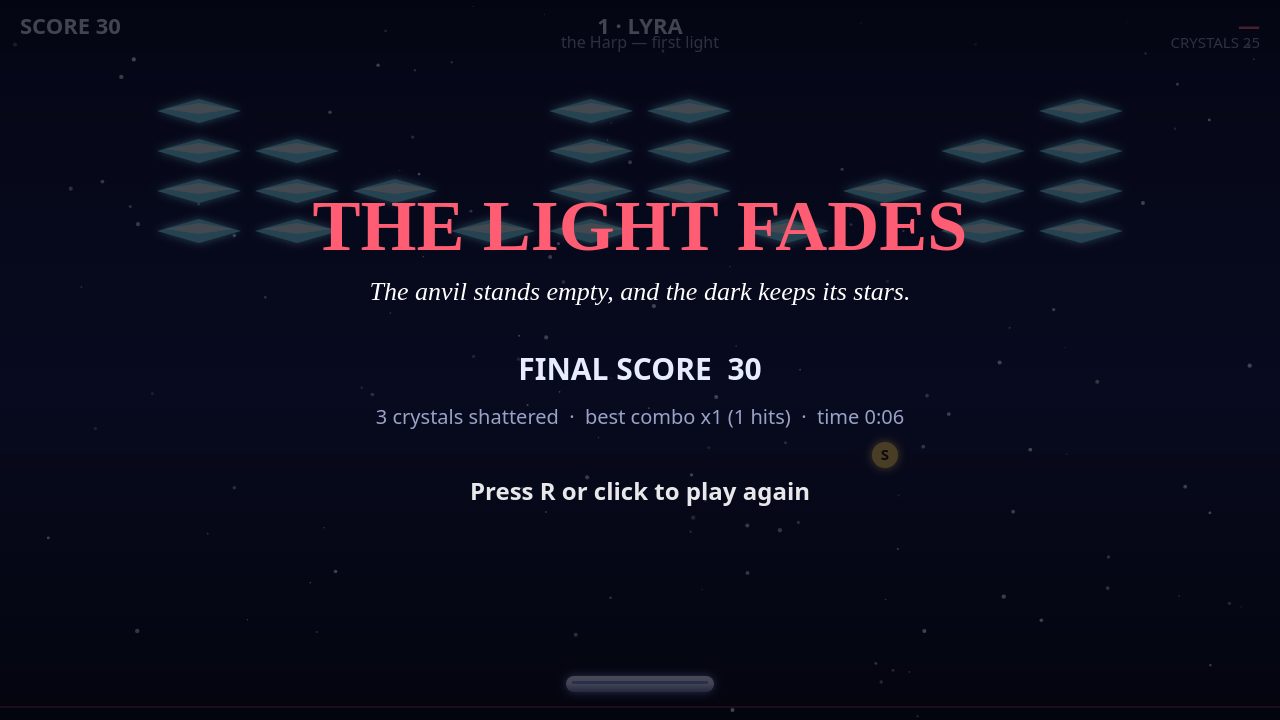 SCORE 30
1 · LYRA
the Harp — first light
—
CRYSTALS 25
THE LIGHT FADES
The anvil stands empty, and the dark keeps its stars.
FINAL SCORE 30
3 crystals shattered · best combo x1 (1 hits) · time 0:06
S
Press R or click to play again